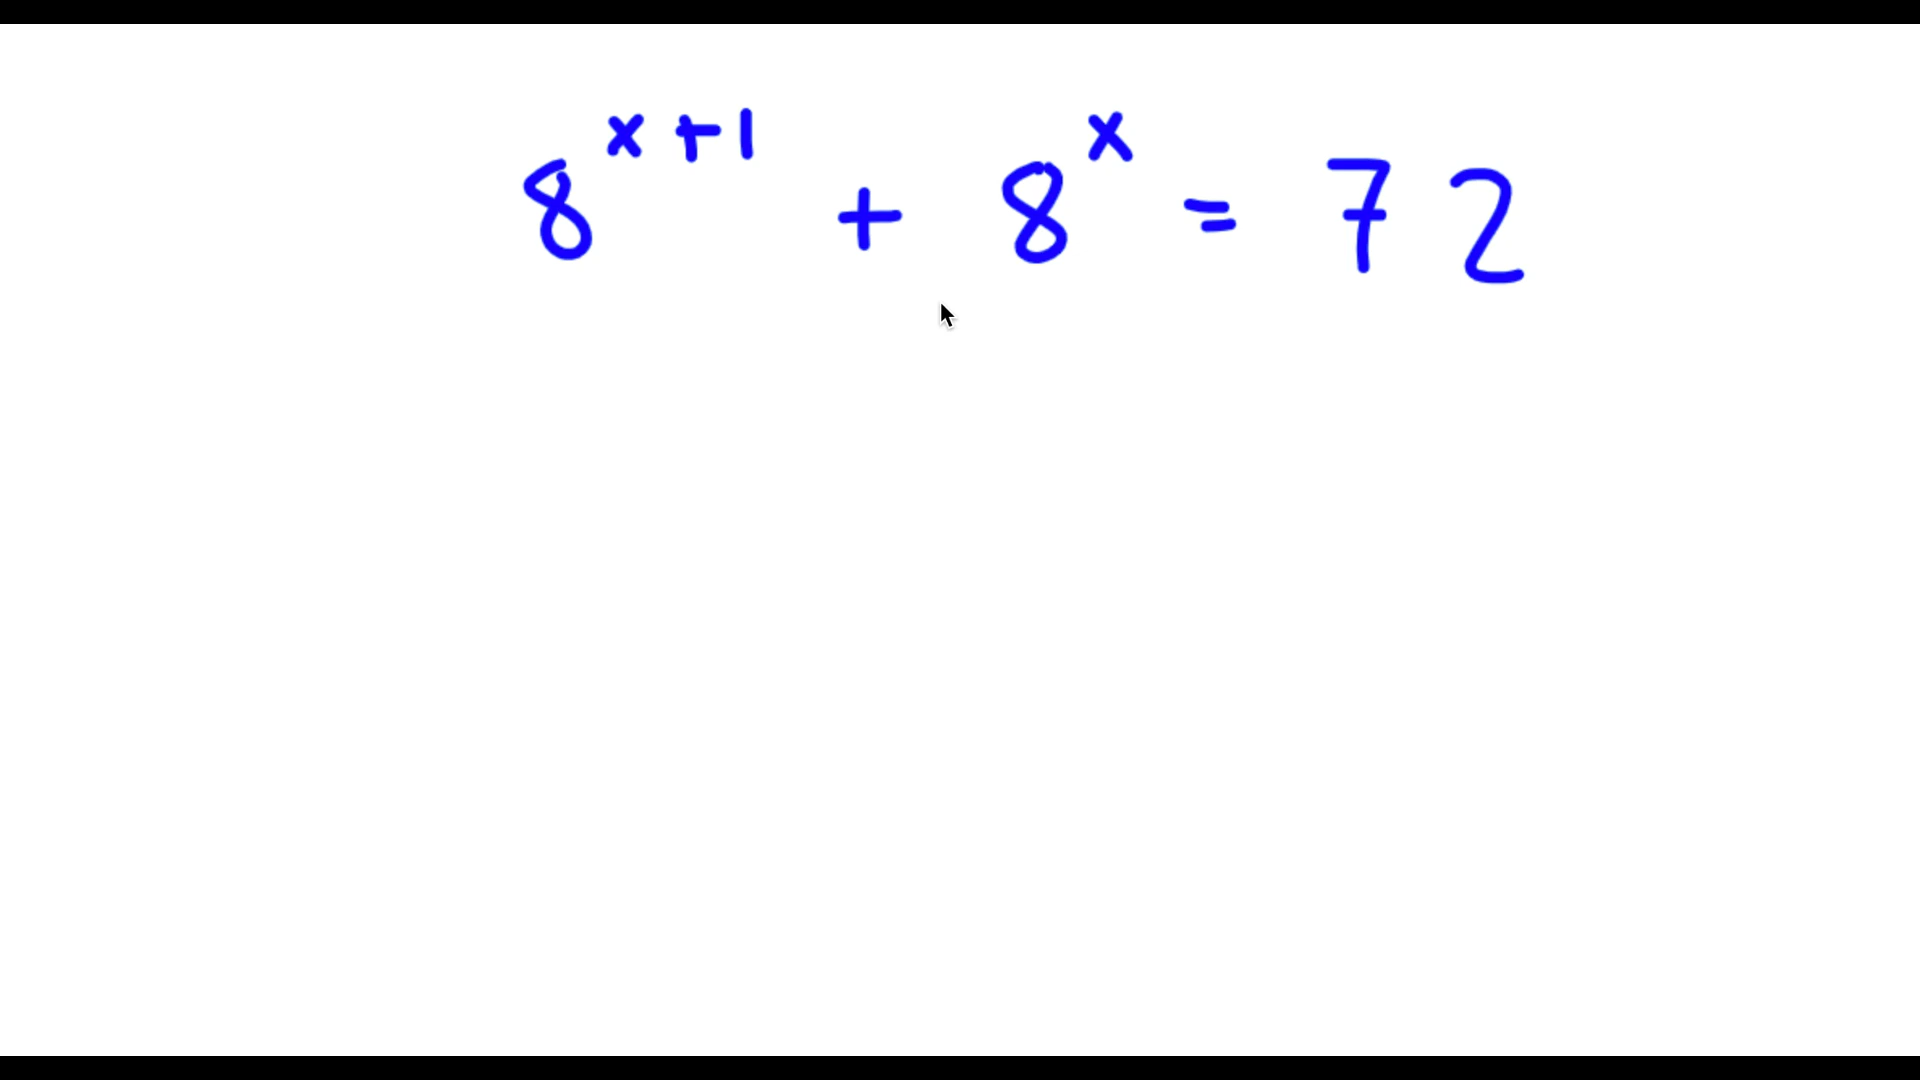 8^{x+1} + 8^x = 72